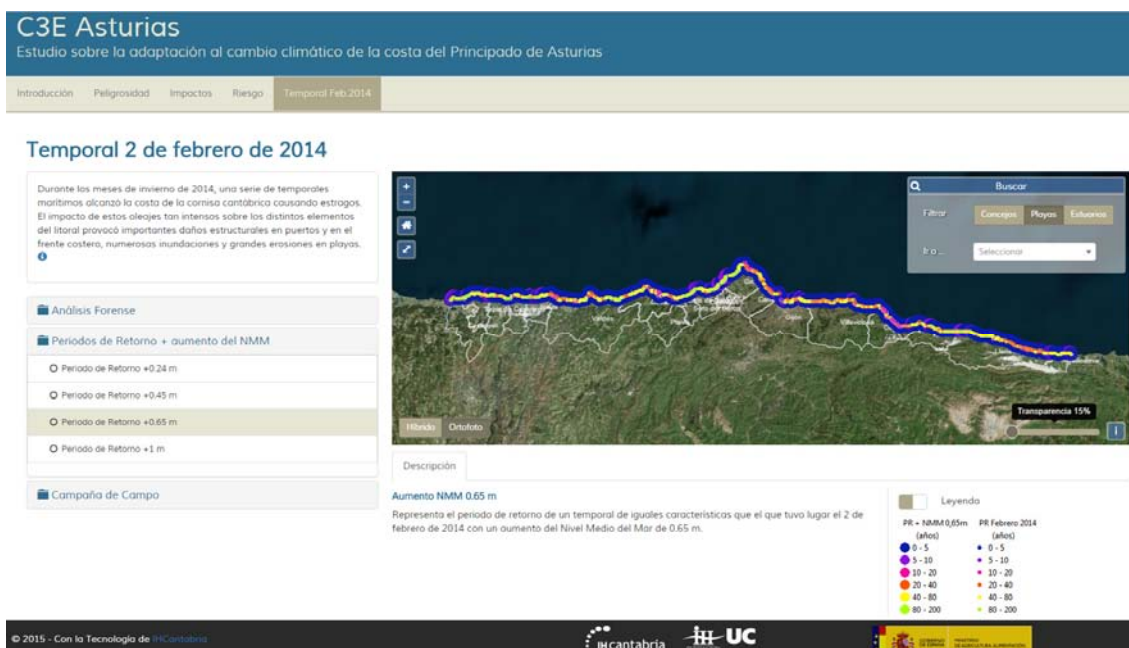 C3E Asturias
Estudio sobre la adaptación al cambio climático de la costa del Principado de Asturias
Introducción Peligrosidad Impactos Riesgo Temporal Feb.2014
Temporal 2 de febrero de 2014
Durante los meses de invierno de 2014, una serie de temporales
marítimos alcanzó la costa de la cornisa cantábrica causando estragos.
El impacto de estos oleajes tan intensos sobre los distintos elementos
del litoral provocó importantes daños estructurales en puertos y en el
frente costero, numerosas inundaciones y grandes erosiones en playas.
Análisis Forense
Periodos de Retorno + aumento del NMM
Periodo de Retorno +0.24 m
Periodo de Retorno +0.45 m
Periodo de Retorno +0.65 m
Periodo de Retorno +1 m
Campaña de Campo
+
-
Buscar
Filtrar Concejos Playas Estuarios
Ir a ... Seleccionar
Híbrido Ortofoto
Transparencia 15%
i
Descripción
Aumento NMM 0.65 m
Representa el periodo de retorno de un temporal de iguales características que el que tuvo lugar el 2 de
febrero de 2014 con un aumento del Nivel Medio del Mar de 0.65 m.
Leyenda
PR + NMM 0,65m PR Febrero 2014
(años) (años)
0 - 5 0 - 5
5 - 10 5 - 10
10 - 20 10 - 20
20 - 40 20 - 40
40 - 80 40 - 80
80 - 200 80 - 200
© 2015 - Con la Tecnología de IHCantabria
IHcantabria
IH UC
GOBIERNO
DE ESPAÑA
MINISTERIO
DE AGRICULTURA, ALIMENTACIÓN